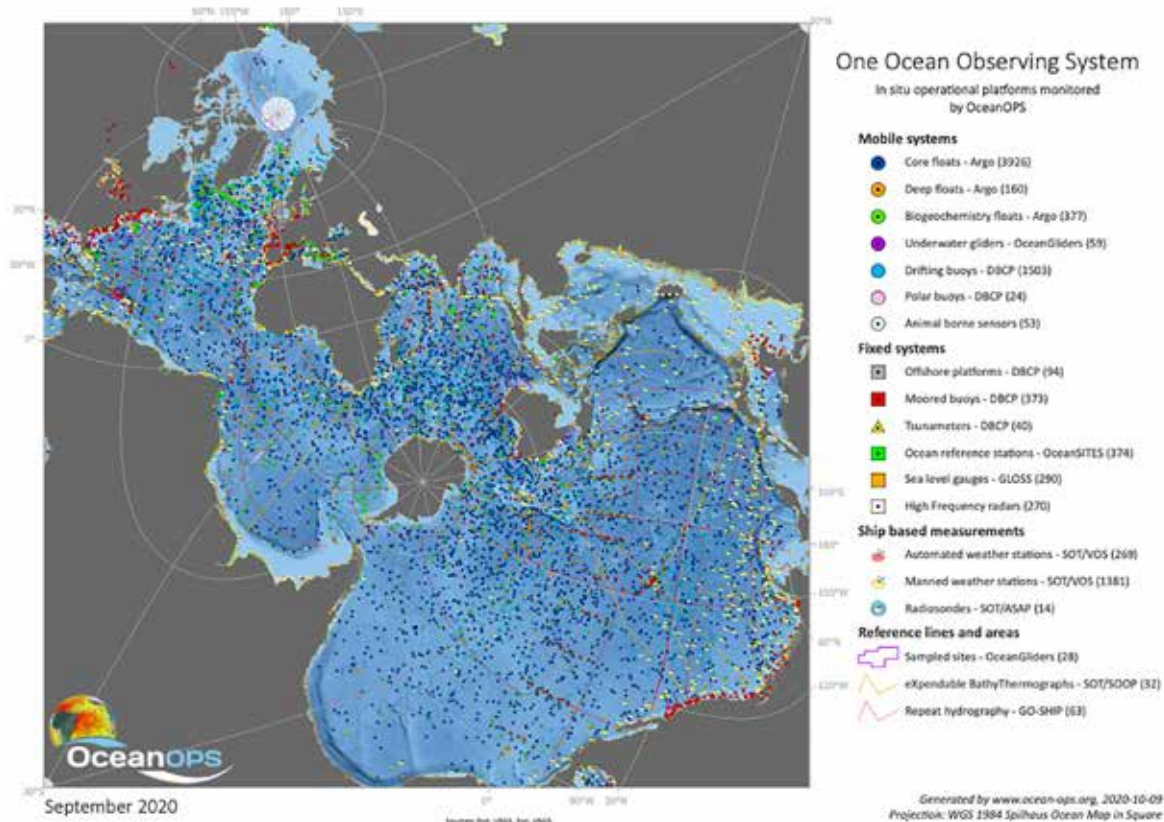 One Ocean Observing System
In situ operational platforms monitored
by OceanOPS
Mobile systems
Core floats - Argo (3926)
Deep floats - Argo (160)
Biogeochemistry floats - Argo (377)
Underwater gliders - OceanGliders (59)
Drifting buoys - DBCP (1503)
Polar buoys - DBCP (24)
Animal borne sensors (53)
Fixed systems
Offshore platforms - DBCP (94)
Moored buoys - DBCP (373)
Tsunameters - DBCP (40)
Ocean reference stations - OceanSITES (374)
Sea level gauges - GLOSS (290)
High Frequency radars (270)
Ship based measurements
Automated weather stations - SOT/VOS (269)
Manned weather stations - SOT/VOS (1381)
Radiosondes - SOT/ASAP (14)
Reference lines and areas
Sampled sites - OceanGliders (28)
eXpendable BathyThermographs - SOT/SOOP (32)
Repeat hydrography - GO-SHIP (63)
OceanOPS
September 2020
Generated by www.ocean-ops.org, 2020-10-09
Projection: WGS 1984 Spilhaus Ocean Map in Square